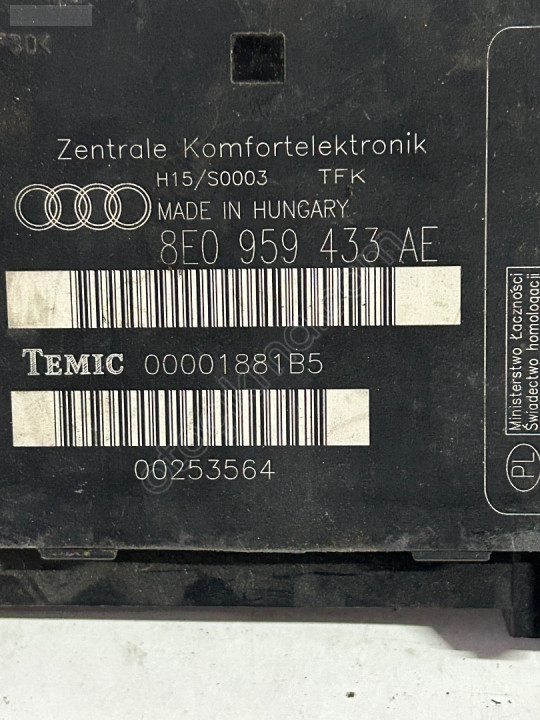 Zentrale Komfortelektronik
H15/S0003 TFK
MADE IN HUNGARY
8E0 959 433 AE
TEMIC 00001881B5
00253564
Ministerstwo Łączności
Świadectwo homologacji
PL